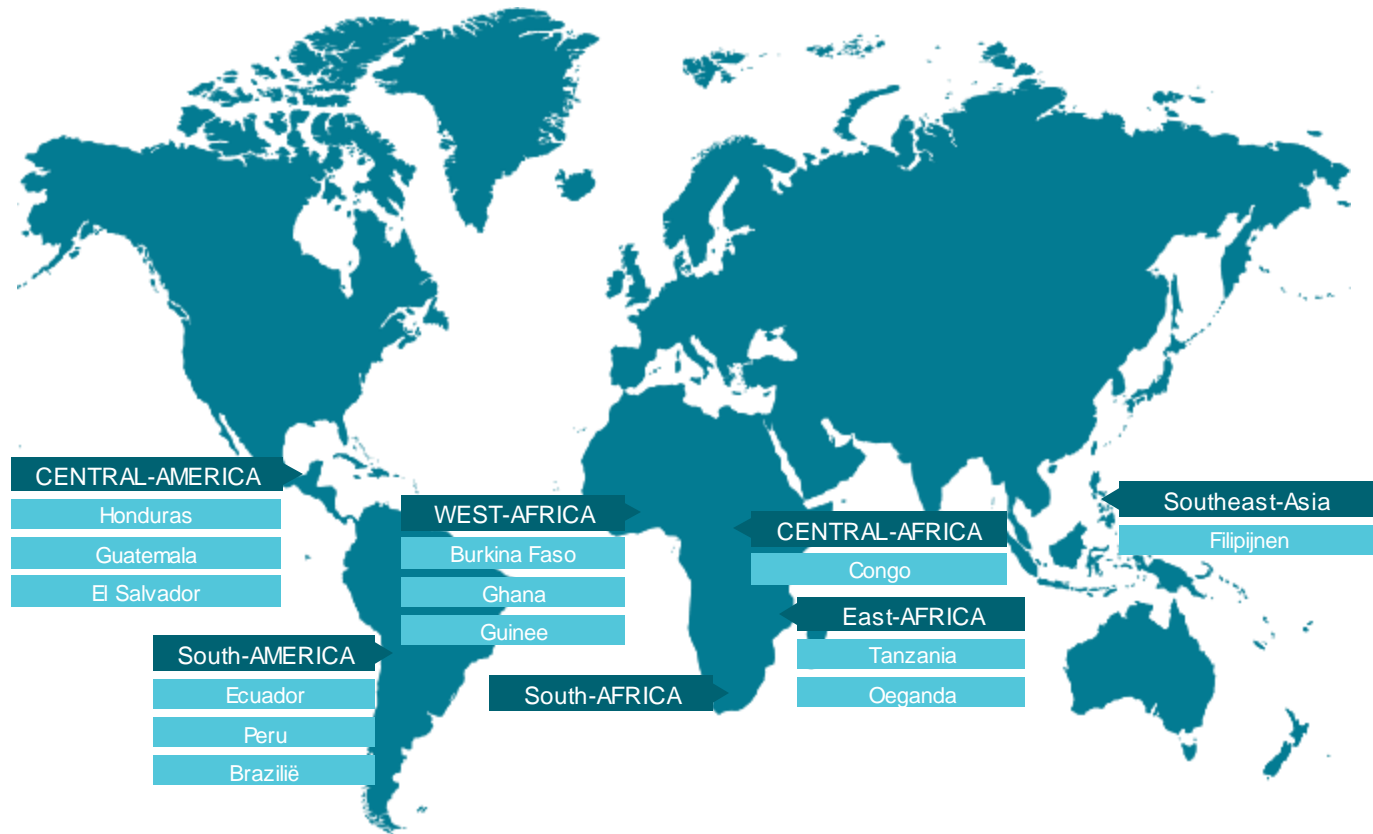 CENTRAL-AMERICA
Honduras
Guatemala
El Salvador
South-AMERICA
Ecuador
Peru
Brazilië
WEST-AFRICA
Burkina Faso
Ghana
Guinee
South-AFRICA
CENTRAL-AFRICA
Congo
East-AFRICA
Tanzania
Oeganda
Southeast-Asia
Filipijnen